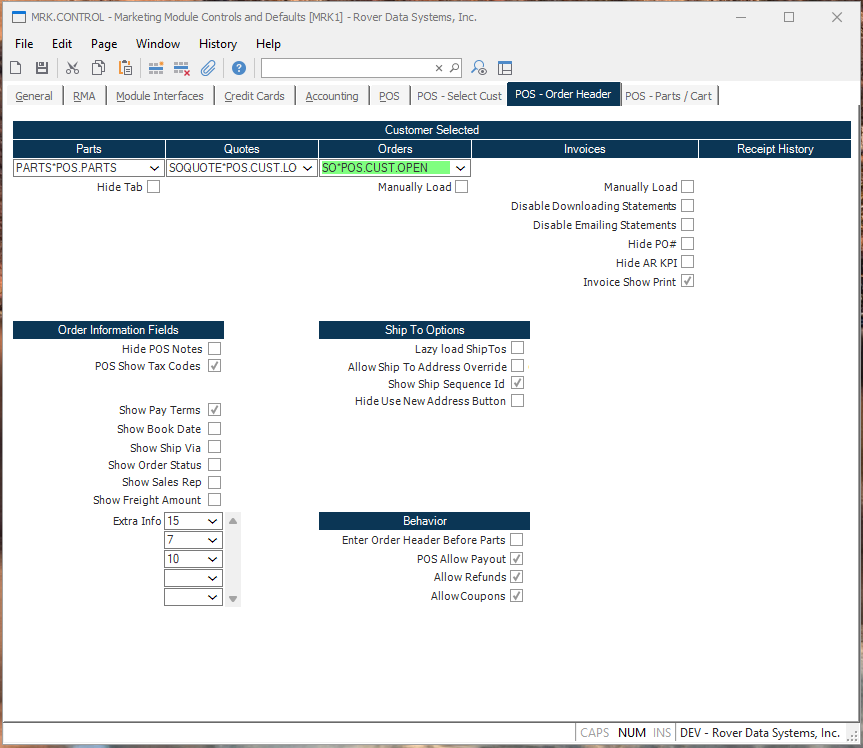 MRK.CONTROL - Marketing Module Controls and Defaults [MRK1] - Rover Data Systems, Inc.
File Edit Page Window History Help
General RMA Module Interfaces Credit Cards Accounting POS POS - Select Cust POS - Order Header POS - Parts / Cart
Customer Selected
Parts Quotes Orders Invoices Receipt History
PARTS*POS.PARTS SOQUOTE*POS.CUST.LO SO*POS.CUST.OPEN
Hide Tab Manually Load Manually Load
Disable Downloading Statements
Disable Emailing Statements
Hide PO#
Hide AR KPI
Invoice Show Print
Order Information Fields
Hide POS Notes
POS Show Tax Codes
Show Pay Terms
Show Book Date
Show Ship Via
Show Order Status
Show Sales Rep
Show Freight Amount
Extra Info 15
7
10
Ship To Options
Lazy load ShipTos
Allow Ship To Address Override
Show Ship Sequence Id
Hide Use New Address Button
Behavior
Enter Order Header Before Parts
POS Allow Payout
Allow Refunds
Allow Coupons
CAPS NUM INS DEV - Rover Data Systems, Inc.